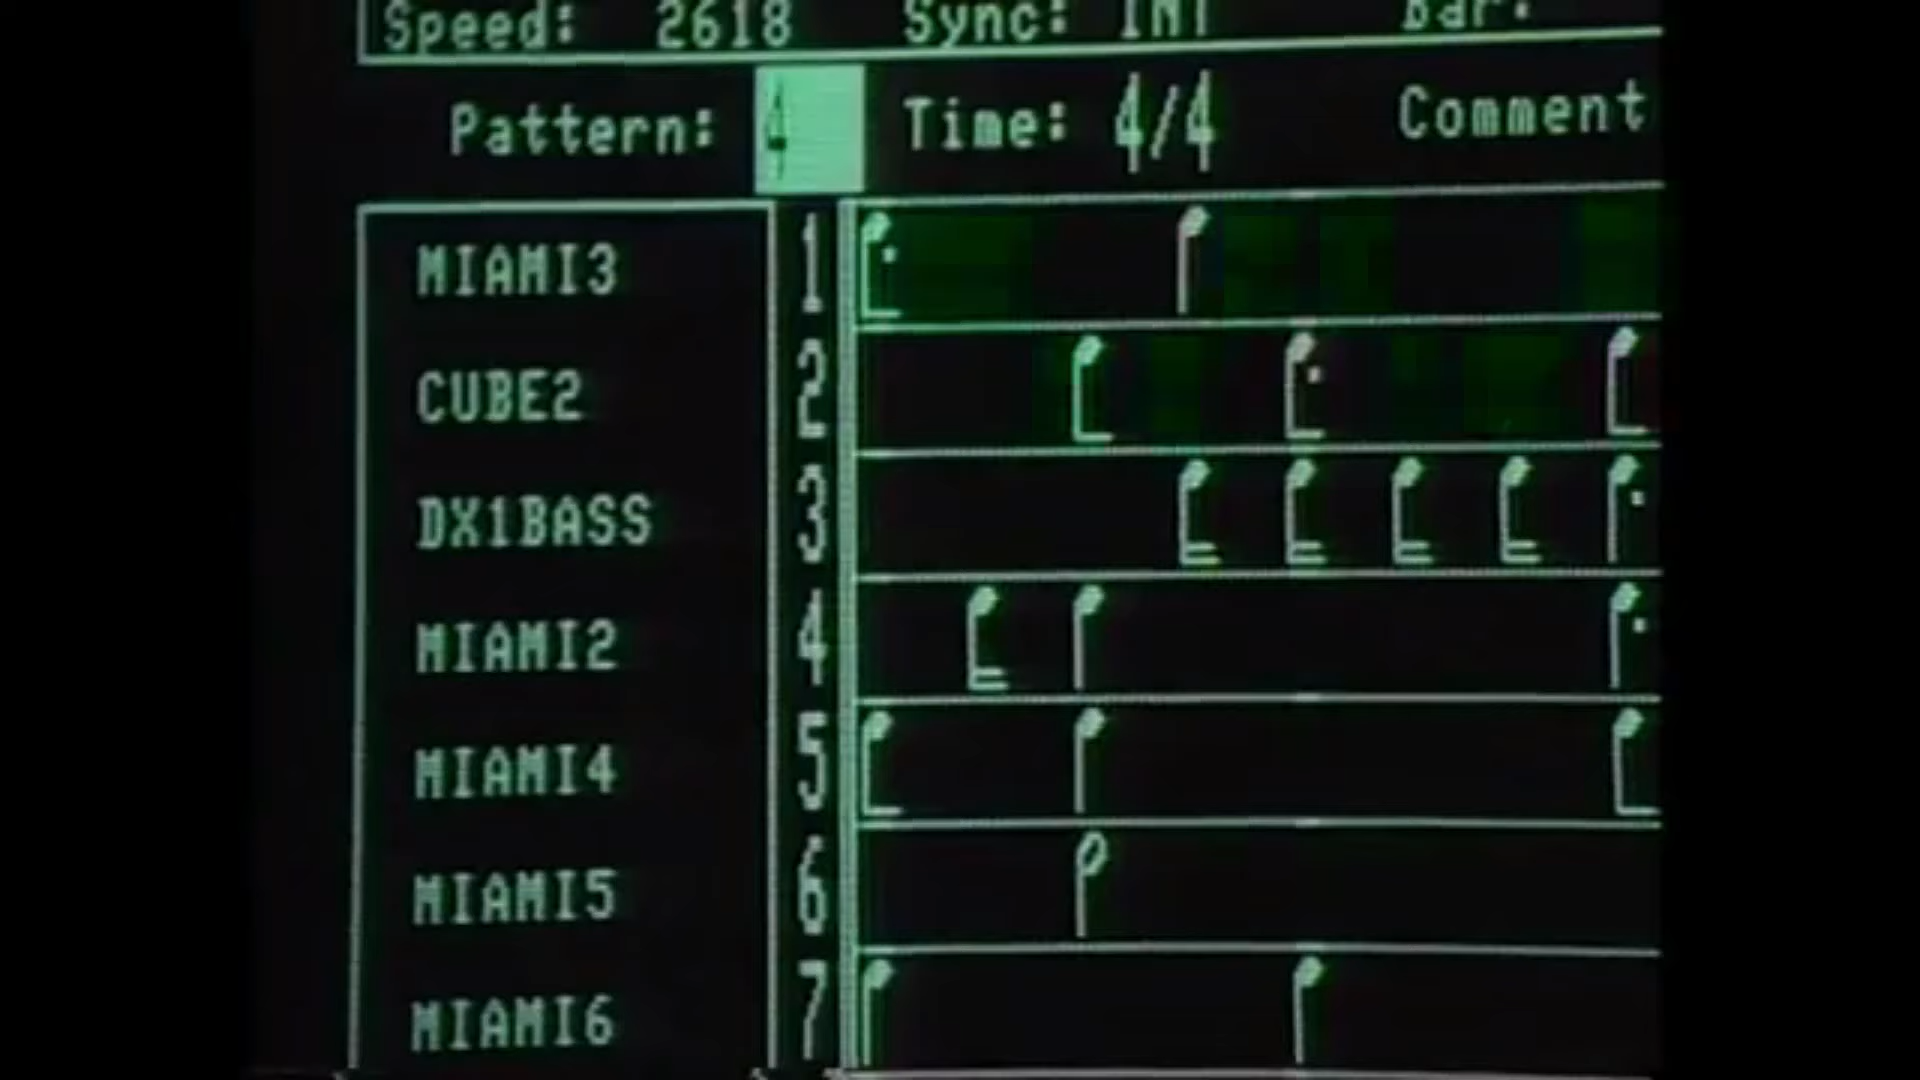 Speed: 2618 Sync: INT Bar:
Pattern: 4 Time: 4/4 Comment
MIAMI3 1
CUBE2 2
DX1BASS 3
MIAMI2 4
MIAMI4 5
MIAMI5 6
MIAMI6 7